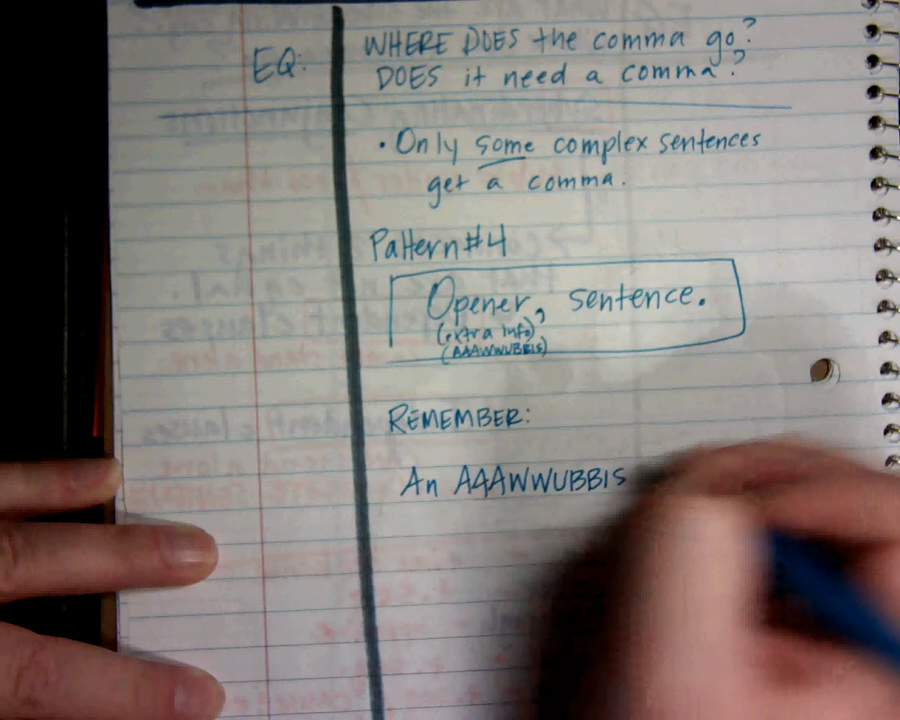 EQ:
WHERE DOES the comma go?
DOES it need a comma?
• Only some complex sentences
get a comma.
Pattern #4
Opener, sentence.
(extra info)
(AAAWWUBBIS)
REMEMBER:
An AAAWWUBBIS